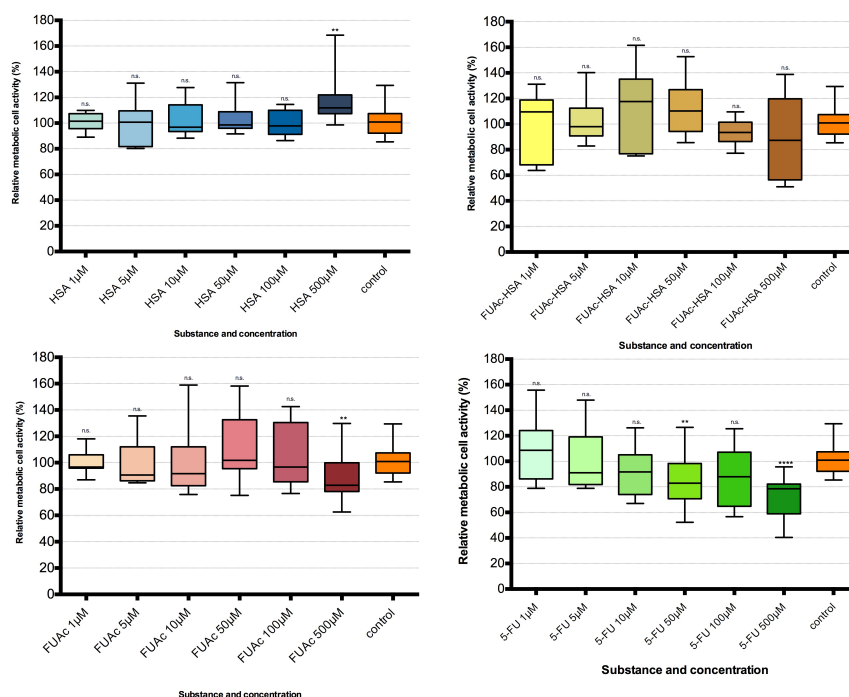 Relative metabolic cell activity (%)
180
160
140
120
100
80
60
40
20
0
n.s.
n.s.
n.s.
n.s.
n.s.
**
HSA 1µM
HSA 5µM
HSA 10µM
HSA 50µM
HSA 100µM
HSA 500µM
control
Substance and concentration
Relative metabolic cell activity (%)
180
160
140
120
100
80
60
40
20
0
n.s.
n.s.
n.s.
n.s.
n.s.
n.s.
FUAc-HSA 1µM
FUAc-HSA 5µM
FUAc-HSA 10µM
FUAc-HSA 50µM
FUAc-HSA 100µM
FUAc-HSA 500µM
control
Substance and concentration
Relative metabolic cell activity (%)
180
160
140
120
100
80
60
40
20
0
n.s.
n.s.
n.s.
n.s.
n.s.
**
FUAc 1µM
FUAc 5µM
FUAc 10µM
FUAc 50µM
FUAc 100µM
FUAc 500µM
control
Substance and concentration
Relative metabolic cell activity (%)
180
160
140
120
100
80
60
40
20
0
n.s.
n.s.
n.s.
**
n.s.
****
5-FU 1µM
5-FU 5µM
5-FU 10µM
5-FU 50µM
5-FU 100µM
5-FU 500µM
control
Substance and concentration